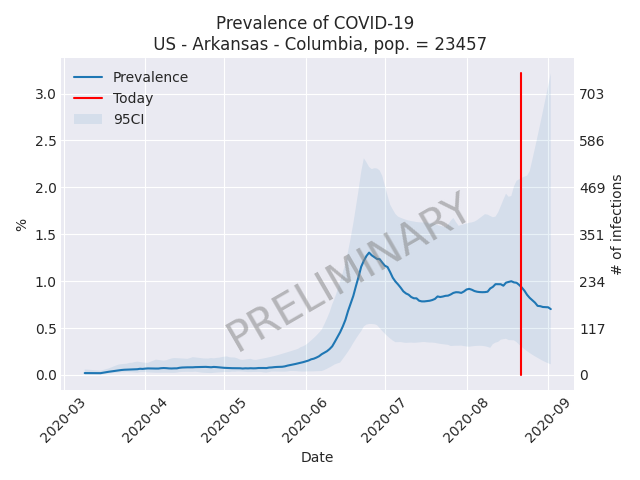 Prevalence of COVID-19
US - Arkansas - Columbia, pop. = 23457
Prevalence
Today
95CI
3.0
2.5
2.0
1.5
1.0
0.5
0.0
%
703
586
469
351
234
117
0
# of infections
PRELIMINARY
2020-03
2020-04
2020-05
2020-06
2020-07
2020-08
2020-09
Date